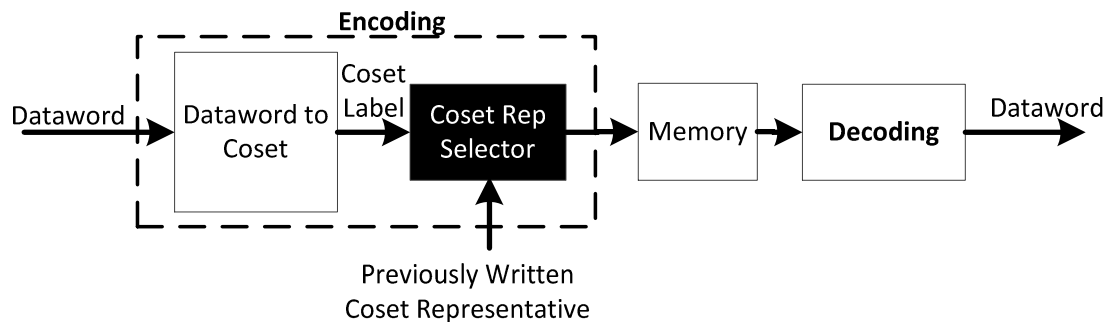 Encoding
Dataword
Dataword to
Coset
Coset
Label
Coset Rep
Selector
Memory
Decoding
Dataword
Previously Written
Coset Representative